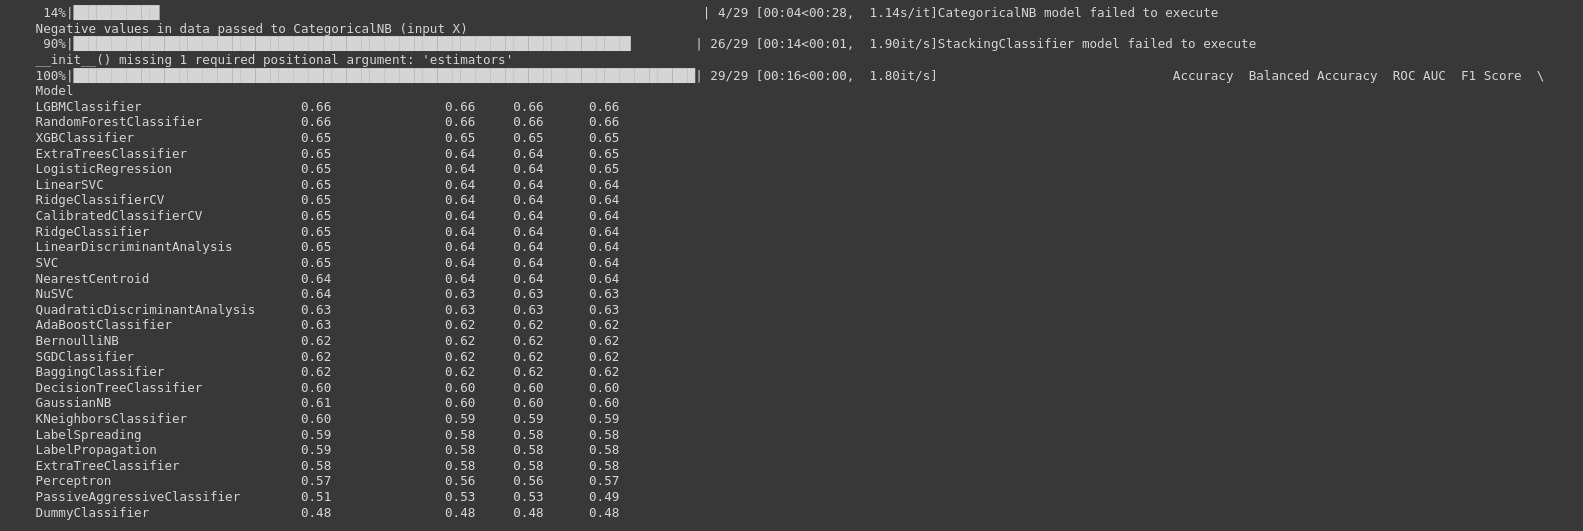 14%| | 4/29 [00:04<00:28, 1.14s/it]CategoricalNB model failed to execute
Negative values in data passed to CategoricalNB (input X)
90%| | 26/29 [00:14<00:01, 1.90it/s]StackingClassifier model failed to execute
__init__() missing 1 required positional argument: 'estimators'
100%| | 29/29 [00:16<00:00, 1.80it/s] Accuracy Balanced Accuracy ROC AUC F1 Score \
Model
LGBMClassifier 0.66 0.66 0.66 0.66
RandomForestClassifier 0.66 0.66 0.66 0.66
XGBClassifier 0.65 0.65 0.65 0.65
ExtraTreesClassifier 0.65 0.64 0.64 0.65
LogisticRegression 0.65 0.64 0.64 0.65
LinearSVC 0.65 0.64 0.64 0.64
RidgeClassifierCV 0.65 0.64 0.64 0.64
CalibratedClassifierCV 0.65 0.64 0.64 0.64
RidgeClassifier 0.65 0.64 0.64 0.64
LinearDiscriminantAnalysis 0.65 0.64 0.64 0.64
SVC 0.65 0.64 0.64 0.64
NearestCentroid 0.64 0.64 0.64 0.64
NuSVC 0.64 0.63 0.63 0.63
QuadraticDiscriminantAnalysis 0.63 0.63 0.63 0.63
AdaBoostClassifier 0.63 0.62 0.62 0.62
BernoulliNB 0.62 0.62 0.62 0.62
SGDClassifier 0.62 0.62 0.62 0.62
BaggingClassifier 0.62 0.62 0.62 0.62
DecisionTreeClassifier 0.60 0.60 0.60 0.60
GaussianNB 0.61 0.60 0.60 0.60
KNeighborsClassifier 0.60 0.59 0.59 0.59
LabelSpreading 0.59 0.58 0.58 0.58
LabelPropagation 0.59 0.58 0.58 0.58
ExtraTreeClassifier 0.58 0.58 0.58 0.58
Perceptron 0.57 0.56 0.56 0.57
PassiveAggressiveClassifier 0.51 0.53 0.53 0.49
DummyClassifier 0.48 0.48 0.48 0.48